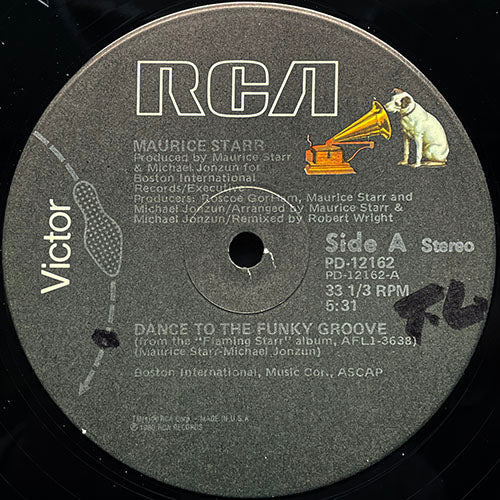 RCA
MAURICE STARR
Produced by Maurice Starr
& Michael Jonzun for
Boston International
Records/Executive
Producers: Roscoe GorHam, Maurice Starr and
Michael Jonzun/Arranged by Maurice Starr &
Michael Jonzun/Remixed by Robert Wright
Victor
Side A Stereo
PD-12162
PD-12162-A
33 1/3 RPM
5:31
DANCE TO THE FUNKY GROOVE
(from the "Flaming Starr" album, AFL1-3638)
(Maurice Starr-Michael Jonzun)
Boston International, Music Cor., ASCAP
RCA Corp. - MADE IN U.S.A.
℗ 1980 RCA RECORDS